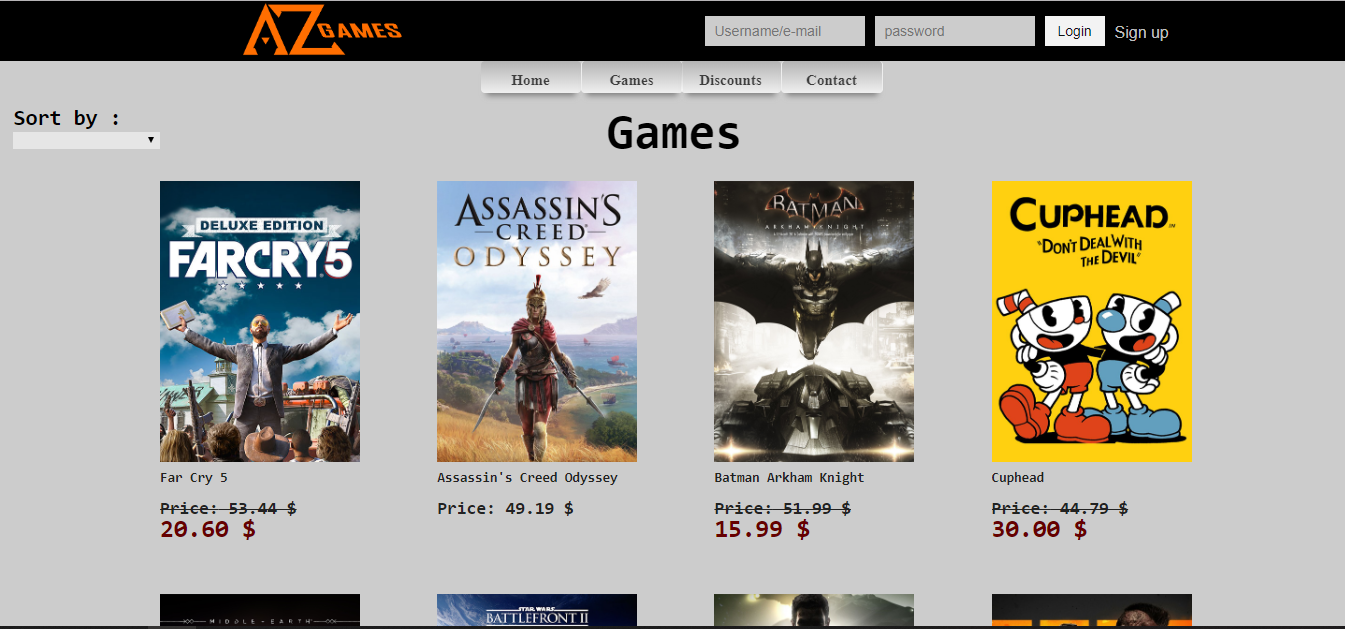 AZ GAMES
Username/e-mail password Login Sign up
Home Games Discounts Contact
Sort by :
Games
DELUXE EDITION
FARCRY5
ASSASSIN'S
CREED
ODYSSEY
BATMAN
ARKHAM KNIGHT
CUPHEAD™
"DON'T DEAL WITH
THE DEVIL"
Far Cry 5
Assassin's Creed Odyssey
Batman Arkham Knight
Cuphead
Price: 53.44 $
20.60 $
Price: 49.19 $
Price: 51.99 $
15.99 $
Price: 44.79 $
30.00 $
MIDDLE-EARTH
STAR WARS
BATTLEFRONT II